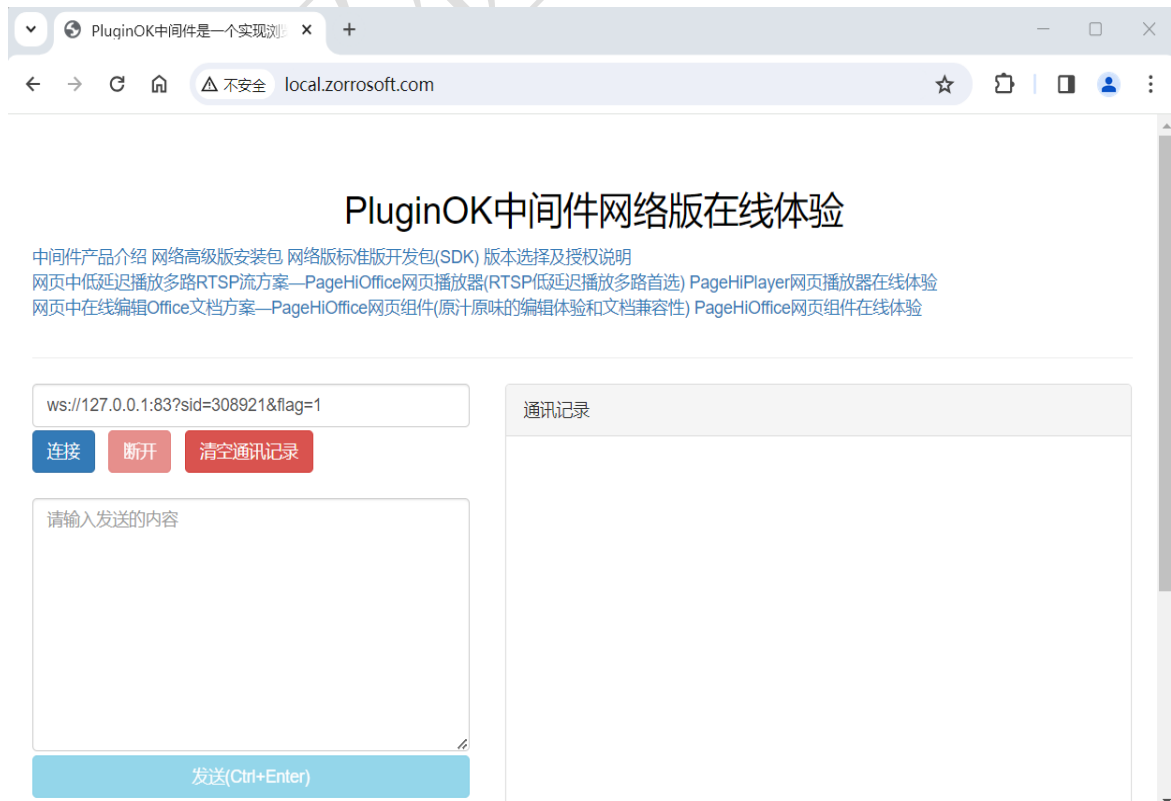 PluginOK中间件是一个实现浏
不安全 local.zorrosoft.com
PluginOK中间件网络版在线体验
中间件产品介绍 网络高级版安装包 网络版标准版开发包(SDK) 版本选择及授权说明
网页中低延迟播放多路RTSP流方案—PageHiOffice网页播放器(RTSP低延迟播放多路首选) PageHiPlayer网页播放器在线体验
网页中在线编辑Office文档方案—PageHiOffice网页组件(原汁原味的编辑体验和文档兼容性) PageHiOffice网页组件在线体验
ws://127.0.0.1:83?sid=308921&flag=1
连接 断开 清空通讯记录
通讯记录
请输入发送的内容
发送(Ctrl+Enter)